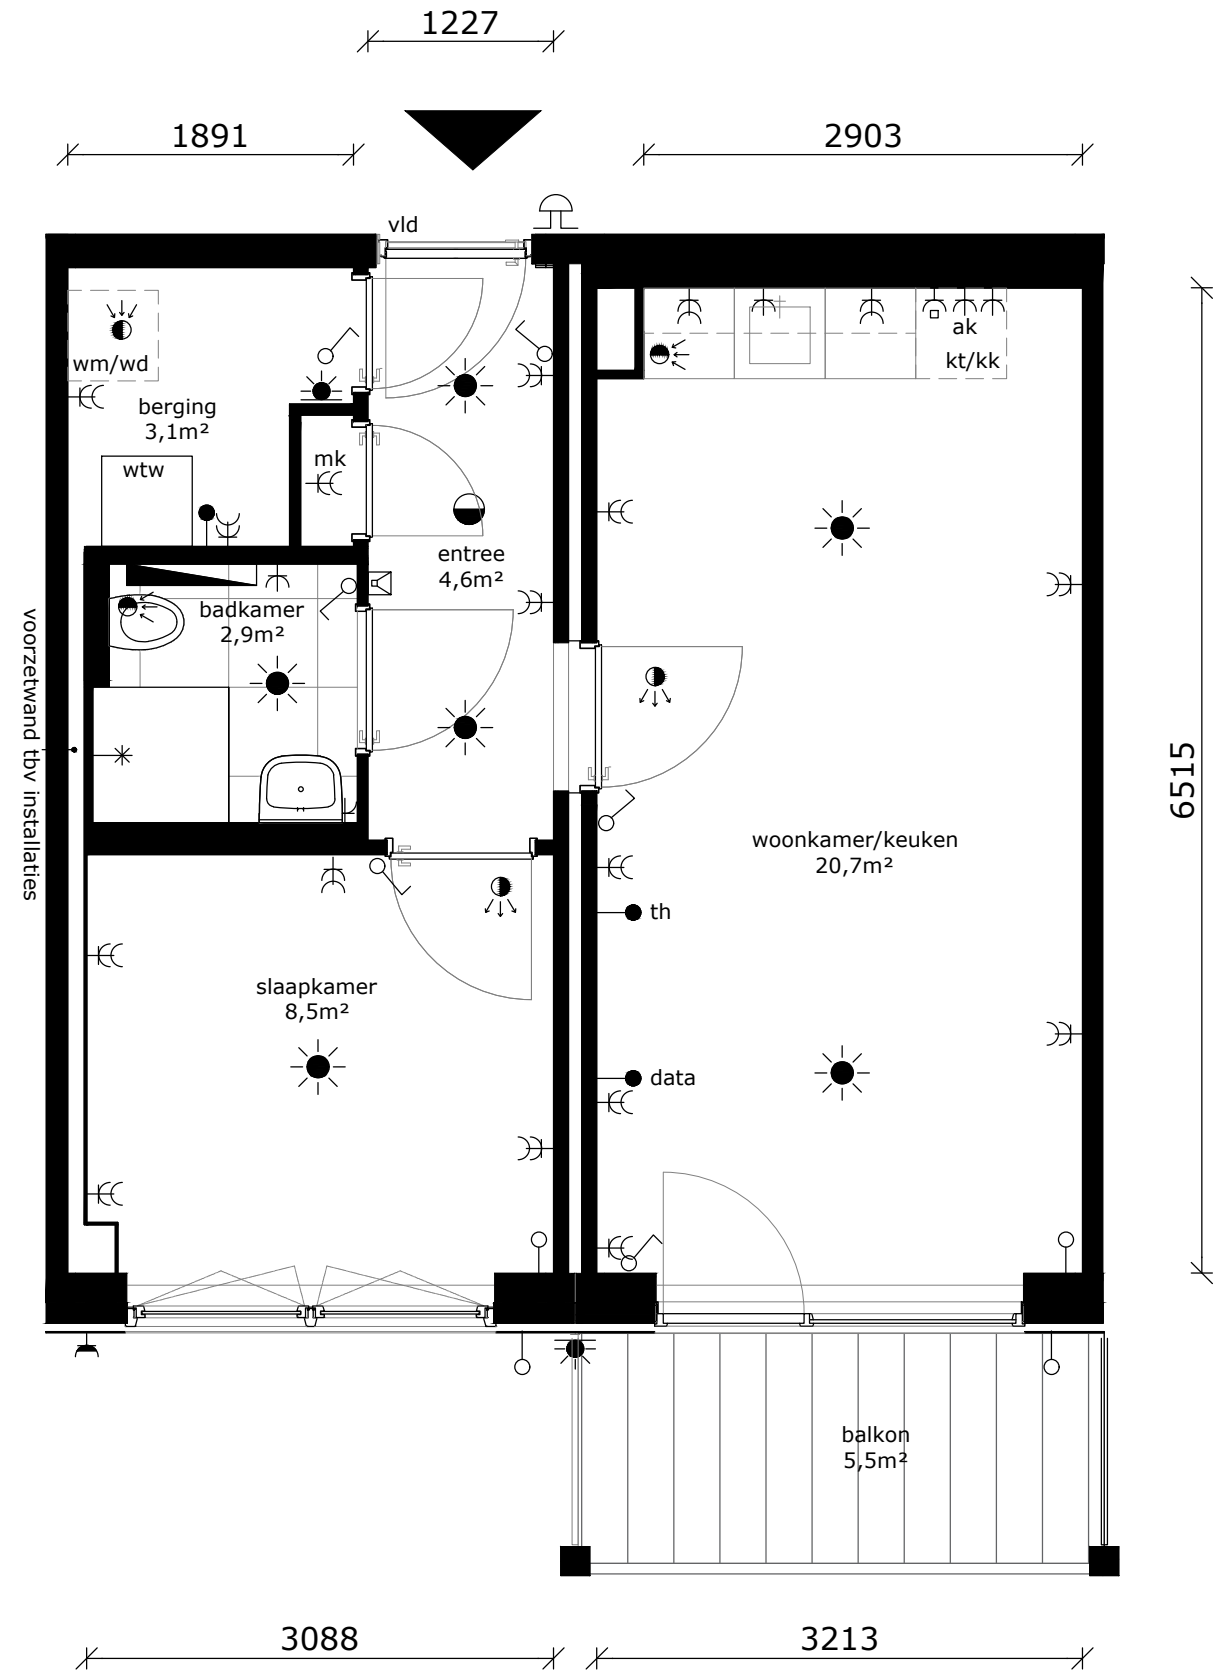 1227
1891
2903
vld
wm/wd
ak
kt/kk
berging
3,1m²
mk
wtw
entree
4,6m²
badkamer
2,9m²
voorzetwand tbv installaties
6515
woonkamer/keuken
20,7m²
th
slaapkamer
8,5m²
data
balkon
5,5m²
3088
3213